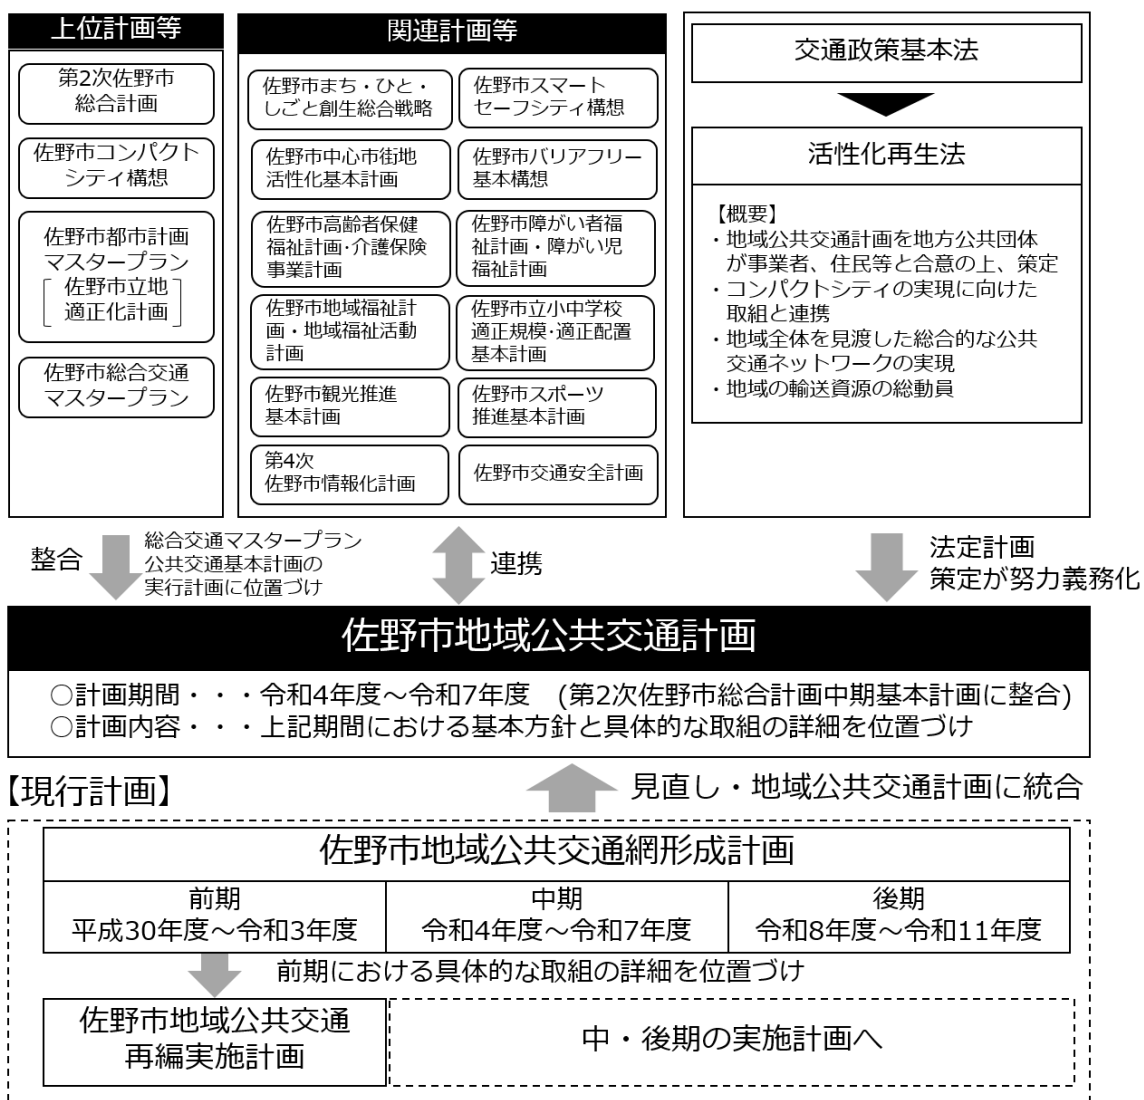 上位計画等
第2次佐野市
総合計画
佐野市コンパクト
シティ構想
佐野市都市計画
マスタープラン
佐野市立地
適正化計画
佐野市総合交通
マスタープラン
関連計画等
佐野市まち・ひと・
しごと創生総合戦略
佐野市スマート
セーフシティ構想
佐野市中心市街地
活性化基本計画
佐野市バリアフリー
基本構想
佐野市高齢者保健
福祉計画・介護保険
事業計画
佐野市障がい者福
祉計画・障がい児
福祉計画
佐野市地域福祉計
画・地域福祉活動
計画
佐野市立小中学校
適正規模・適正配置
基本計画
佐野市観光推進
基本計画
佐野市スポーツ
推進基本計画
第4次
佐野市情報化計画
佐野市交通安全計画
交通政策基本法
活性化再生法
【概要】
・地域公共交通計画を地方公共団体
が事業者、住民等と合意の上、策定
・コンパクトシティの実現に向けた
取組と連携
・地域全体を見渡した総合的な公共
交通ネットワークの実現
・地域の輸送資源の総動員
整合
総合交通マスタープラン
公共交通基本計画の
実行計画に位置づけ
連携
法定計画
策定が努力義務化
佐野市地域公共交通計画
○計画期間・・・令和4年度～令和7年度 (第2次佐野市総合計画中期基本計画に整合)
○計画内容・・・上記期間における基本方針と具体的な取組の詳細を位置づけ
【現行計画】
見直し・地域公共交通計画に統合
佐野市地域公共交通網形成計画
前期
平成30年度～令和3年度
中期
令和4年度～令和7年度
後期
令和8年度～令和11年度
前期における具体的な取組の詳細を位置づけ
佐野市地域公共交通
再編実施計画
中・後期の実施計画へ